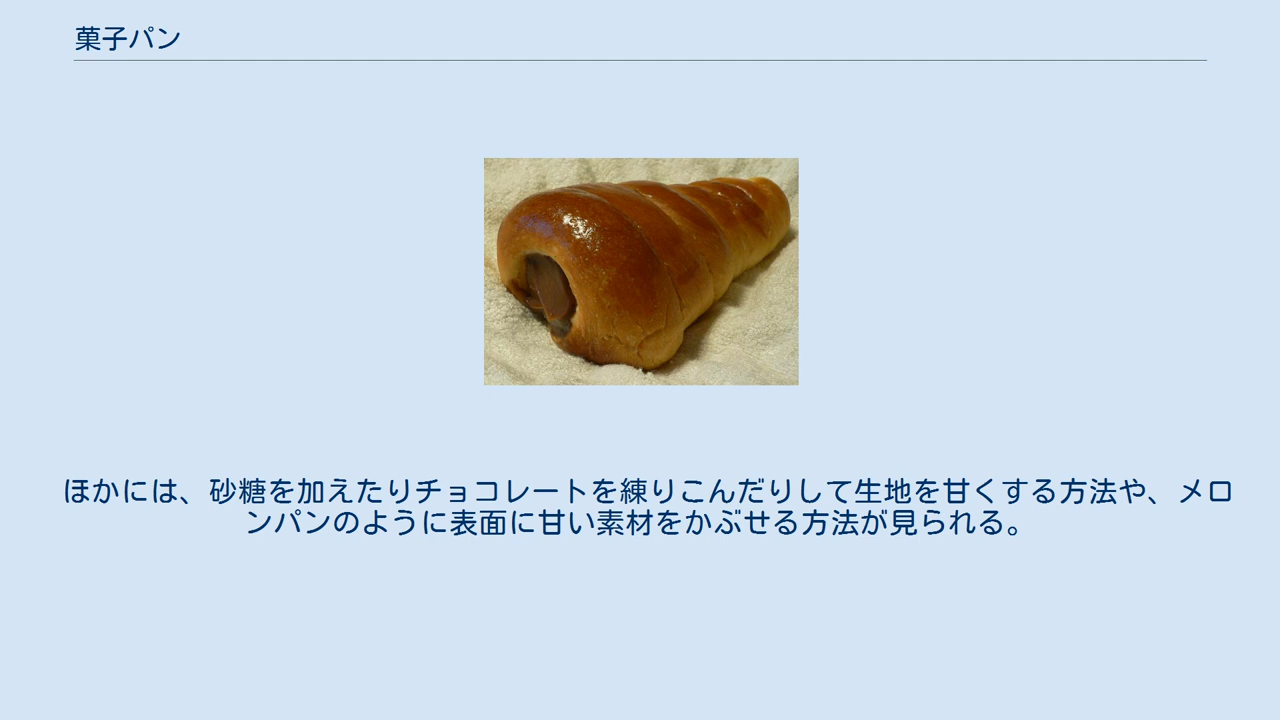 菓子パン
ほかには、砂糖を加えたりチョコレートを練りこんだりして生地を甘くする方法や、メロ
ンパンのように表面に甘い素材をかぶせる方法が見られる。